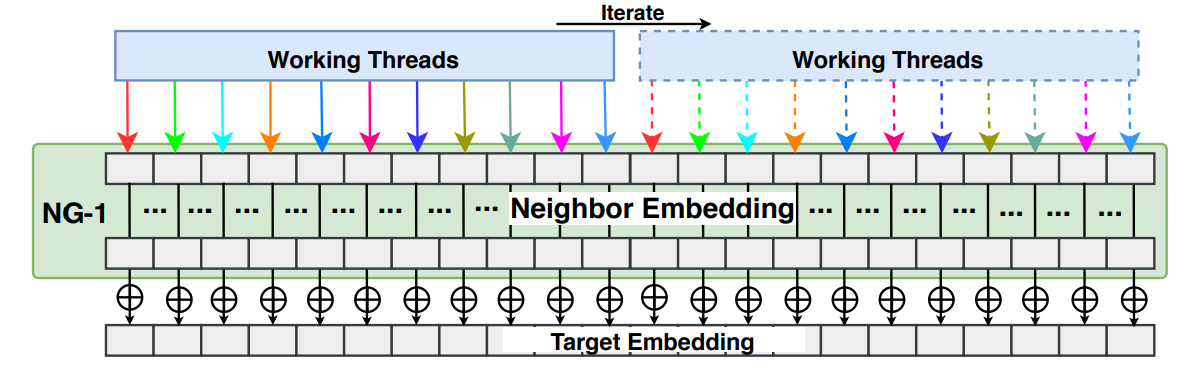 Iterate
Working Threads
Working Threads
NG-1
... ... ... ... ... ... ... ... Neighbor Embedding ... ... ... ... ... ... ...
Target Embedding